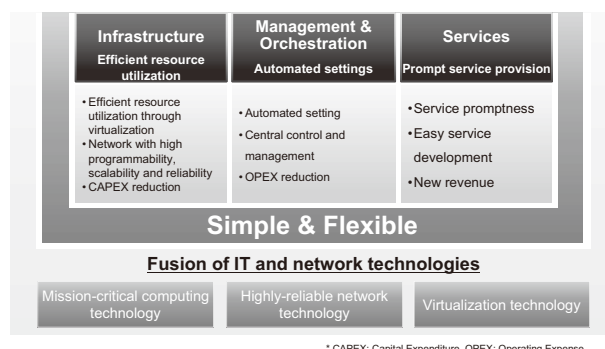 Infrastructure
Efficient resource
utilization
• Efficient resource
utilization through
virtualization
• Network with high
programmability,
scalability and reliability
• CAPEX reduction
Management &
Orchestration
Automated settings
• Automated setting
• Central control and
management
• OPEX reduction
Services
Prompt service provision
• Service promptness
• Easy service
development
• New revenue
Simple & Flexible
Fusion of IT and network technologies
Mission-critical computing
technology
Highly-reliable network
technology
Virtualization technology
* CAPEX: Capital Expenditure, OPEX: Operating Expense